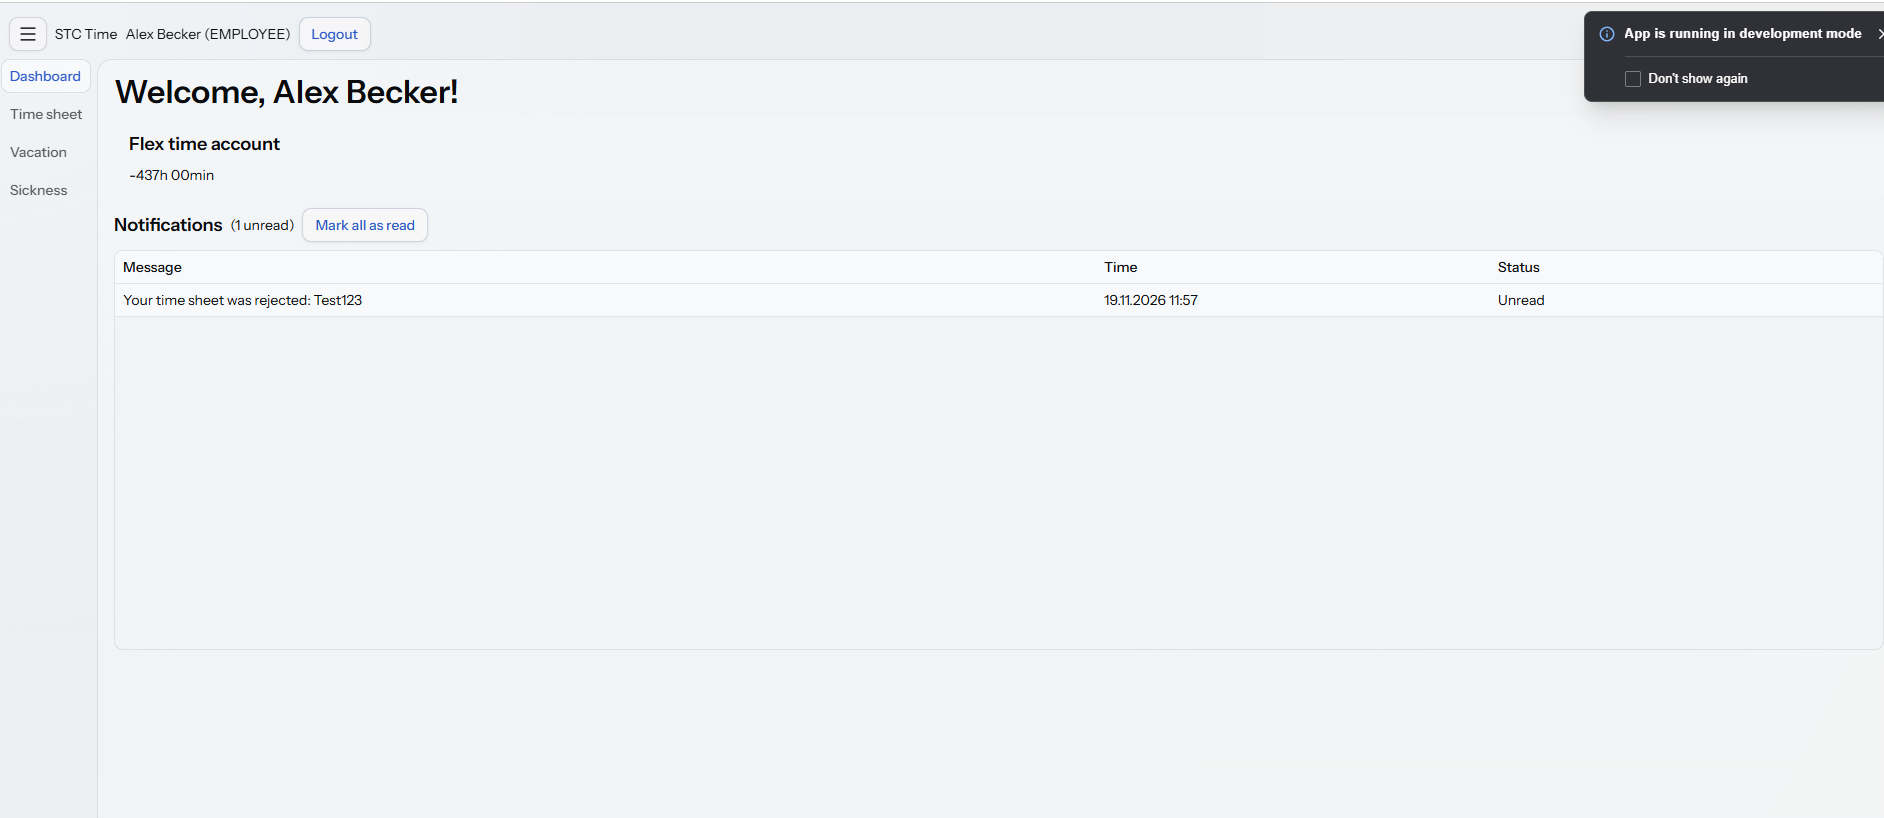 STC Time Alex Becker (EMPLOYEE) Logout
App is running in development mode
Don't show again
Dashboard
Time sheet
Vacation
Sickness
Welcome, Alex Becker!
Flex time account
-437h 00min
Notifications (1 unread) Mark all as read
Message Time Status
Your time sheet was rejected: Test123 19.11.2026 11:57 Unread